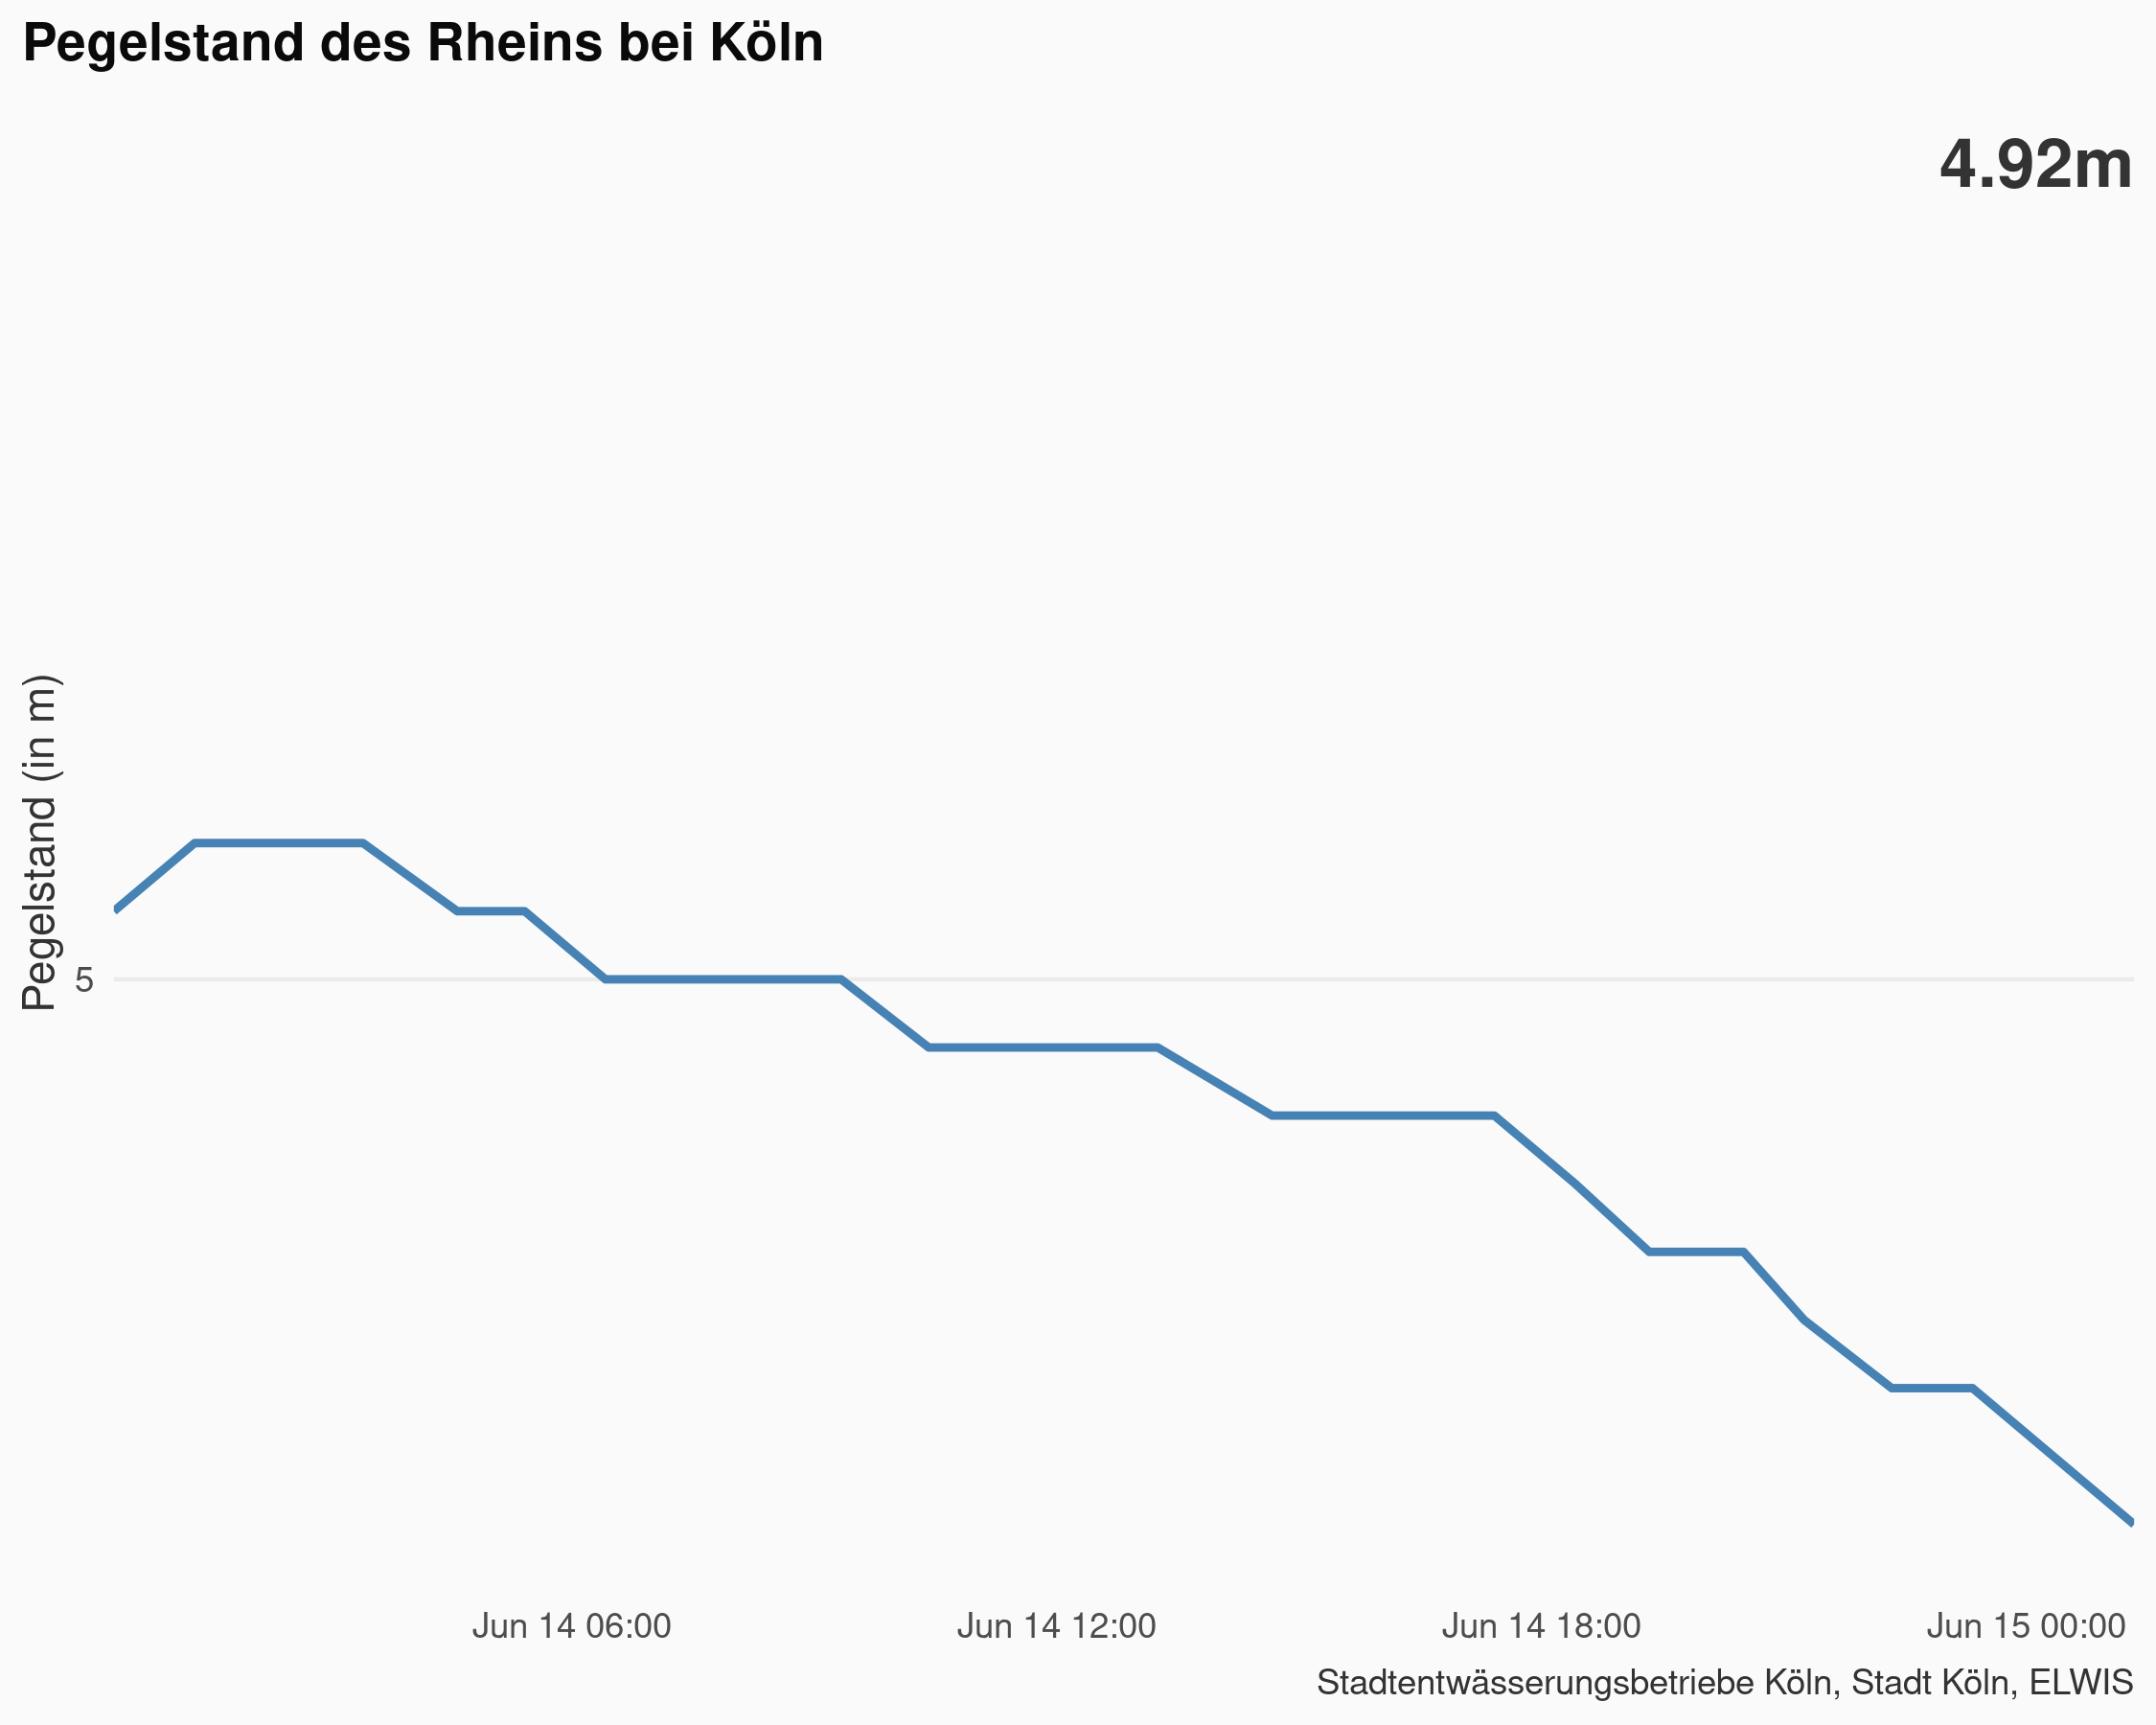 Pegelstand des Rheins bei Köln
4.92m
Pegelstand (in m)
5
Jun 14 06:00
Jun 14 12:00
Jun 14 18:00
Jun 15 00:00
Stadtentwässerungsbetriebe Köln, Stadt Köln, ELWIS